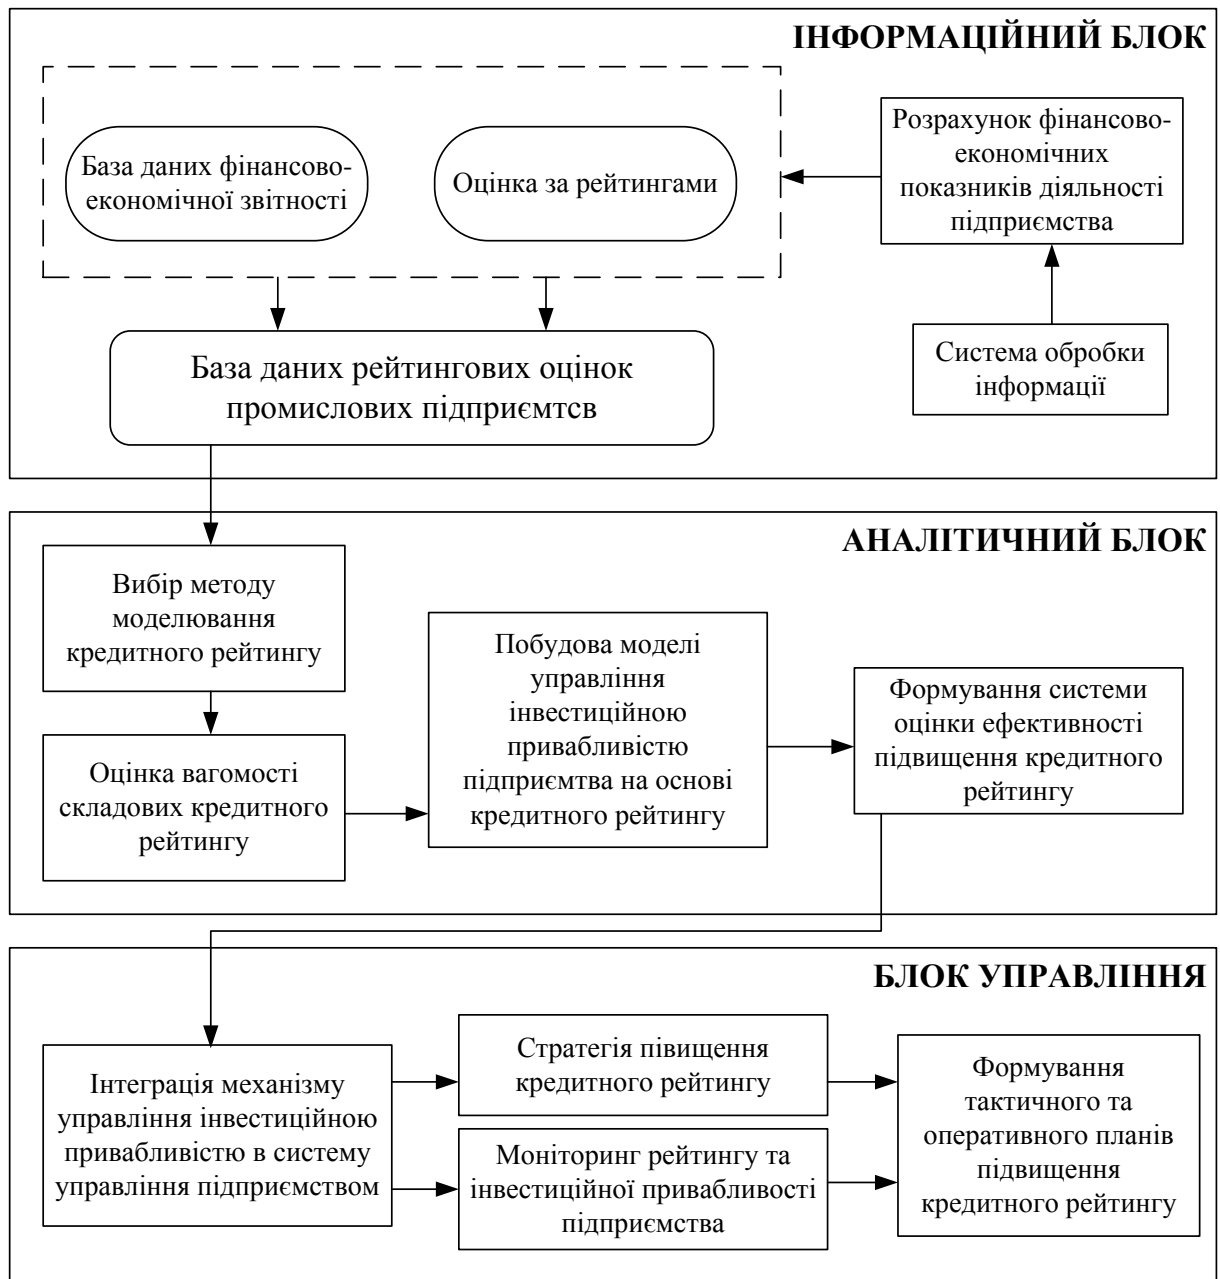 ІНФОРМАЦІЙНИЙ БЛОК
База даних фінансово-
економічної звітності
Оцінка за рейтингами
Розрахунок фінансово-
економічних
показників діяльності
підприємства
База даних рейтингових оцінок
промислових підприємтсв
Система обробки
інформації
АНАЛІТИЧНИЙ БЛОК
Вибір методу
моделювання
кредитного рейтингу
Оцінка вагомості
складових кредитного
рейтингу
Побудова моделі
управління
інвестиційною
привабливістю
підприємтва на основі
кредитного рейтингу
Формування системи
оцінки ефективності
підвищення кредитного
рейтингу
БЛОК УПРАВЛІННЯ
Інтеграція механізму
управління інвестиційною
привабливістю в систему
управління підприємством
Стратегія півищення
кредитного рейтингу
Моніторинг рейтингу та
інвестиційної привабливості
підприємства
Формування
тактичного та
оперативного планів
підвищення
кредитного рейтингу